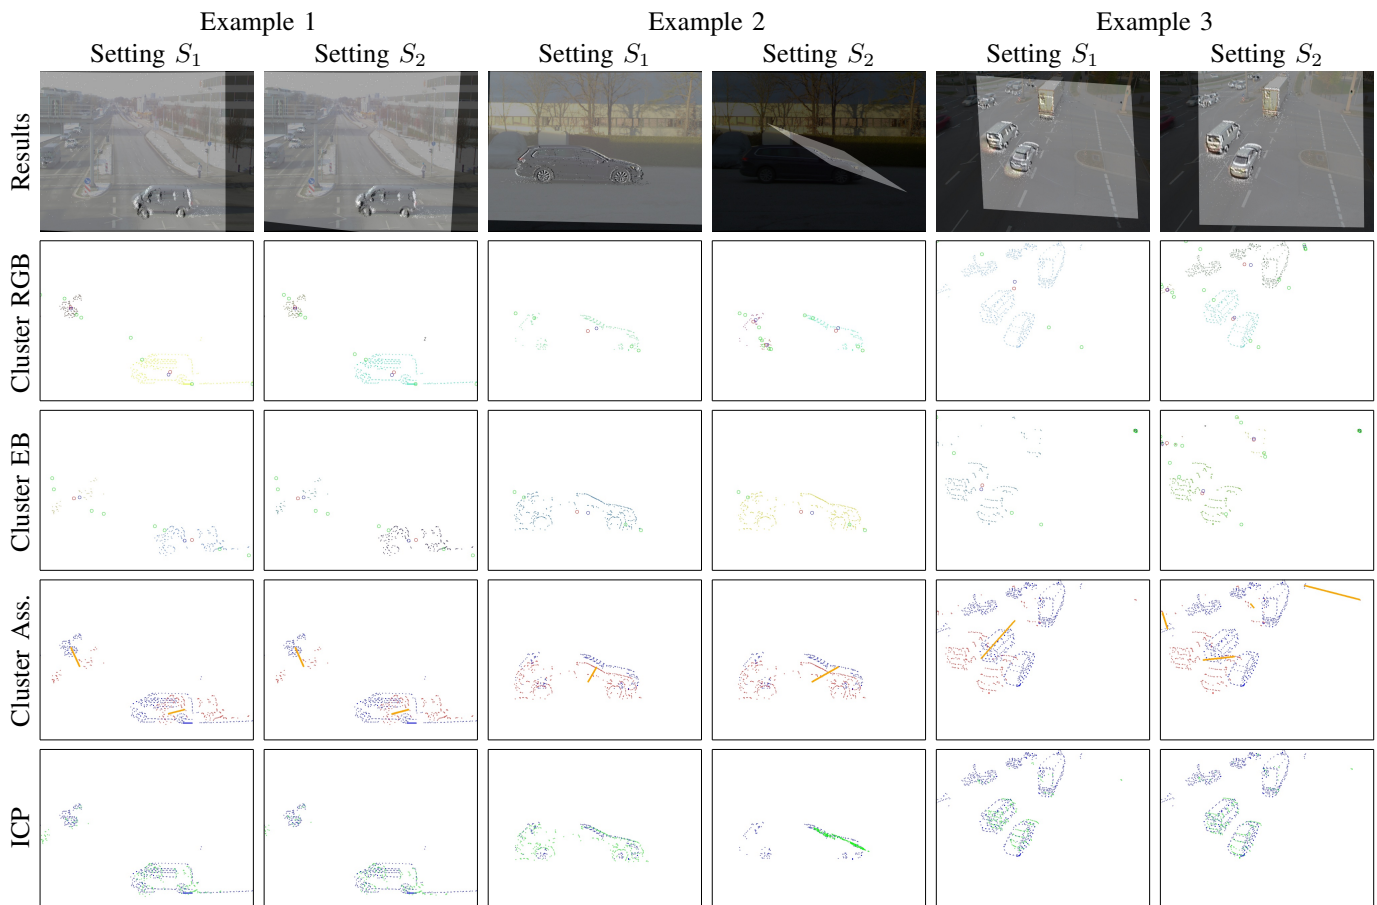 Example 1 Example 2 Example 3
Setting S₁ Setting S₂ Setting S₁ Setting S₂ Setting S₁ Setting S₂
Results
Cluster RGB
Cluster EB
Cluster Ass.
ICP